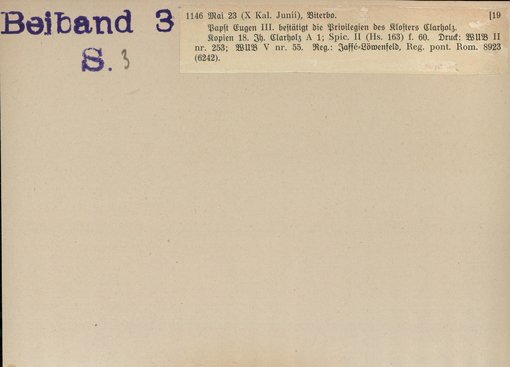 Beiband 3
S. 3
1146 Mai 23 (X Kal. Junii), Viterbo. [19
Papst Eugen III. bestätigt die Privilegien des Klosters Clarholz.
Kopien 18. Jh. Clarholz A 1; Spic. II (Hs. 163) f. 60. Druck: WUB II
nr. 253; WUB V nr. 55. Reg.: Jaffé-Löwenfeld, Reg. pont. Rom. 8923
(6242).